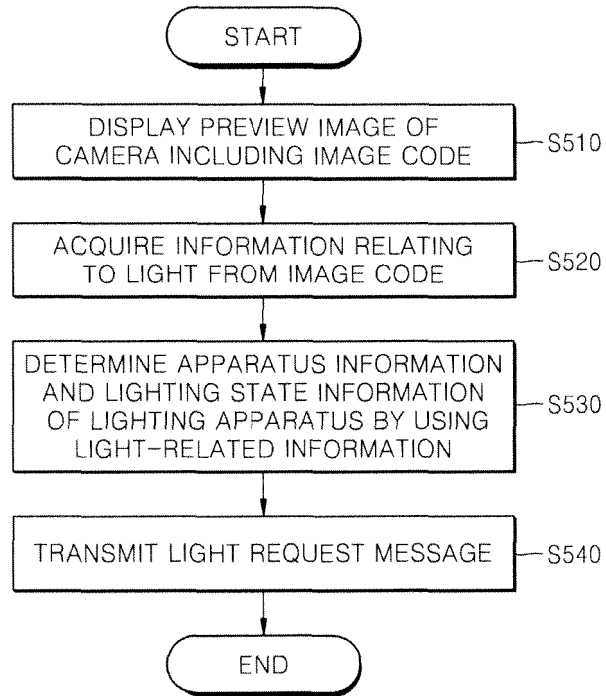 START
DISPLAY PREVIEW IMAGE OF
CAMERA INCLUDING IMAGE CODE
S510
ACQUIRE INFORMATION RELATING
TO LIGHT FROM IMAGE CODE
S520
DETERMINE APPARATUS INFORMATION
AND LIGHTING STATE INFORMATION
OF LIGHTING APPARATUS BY USING
LIGHT-RELATED INFORMATION
S530
TRANSMIT LIGHT REQUEST MESSAGE
S540
END